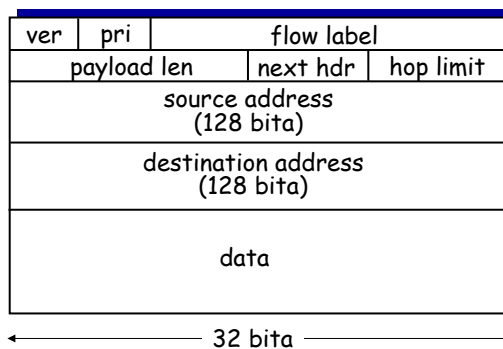 ver pri flow label
payload len next hdr hop limit
source address
(128 bita)
destination address
(128 bita)
data
32 bita